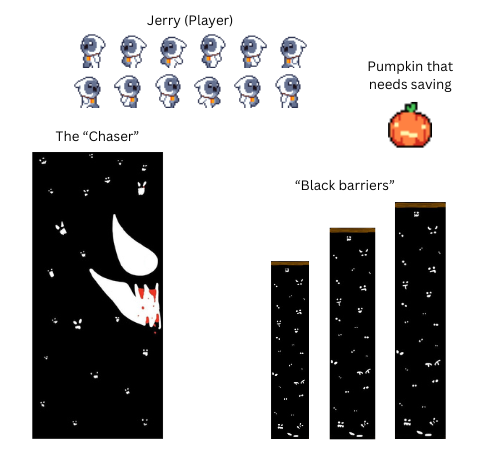 Jerry (Player)
Pumpkin that
needs saving
The “Chaser”
“Black barriers”